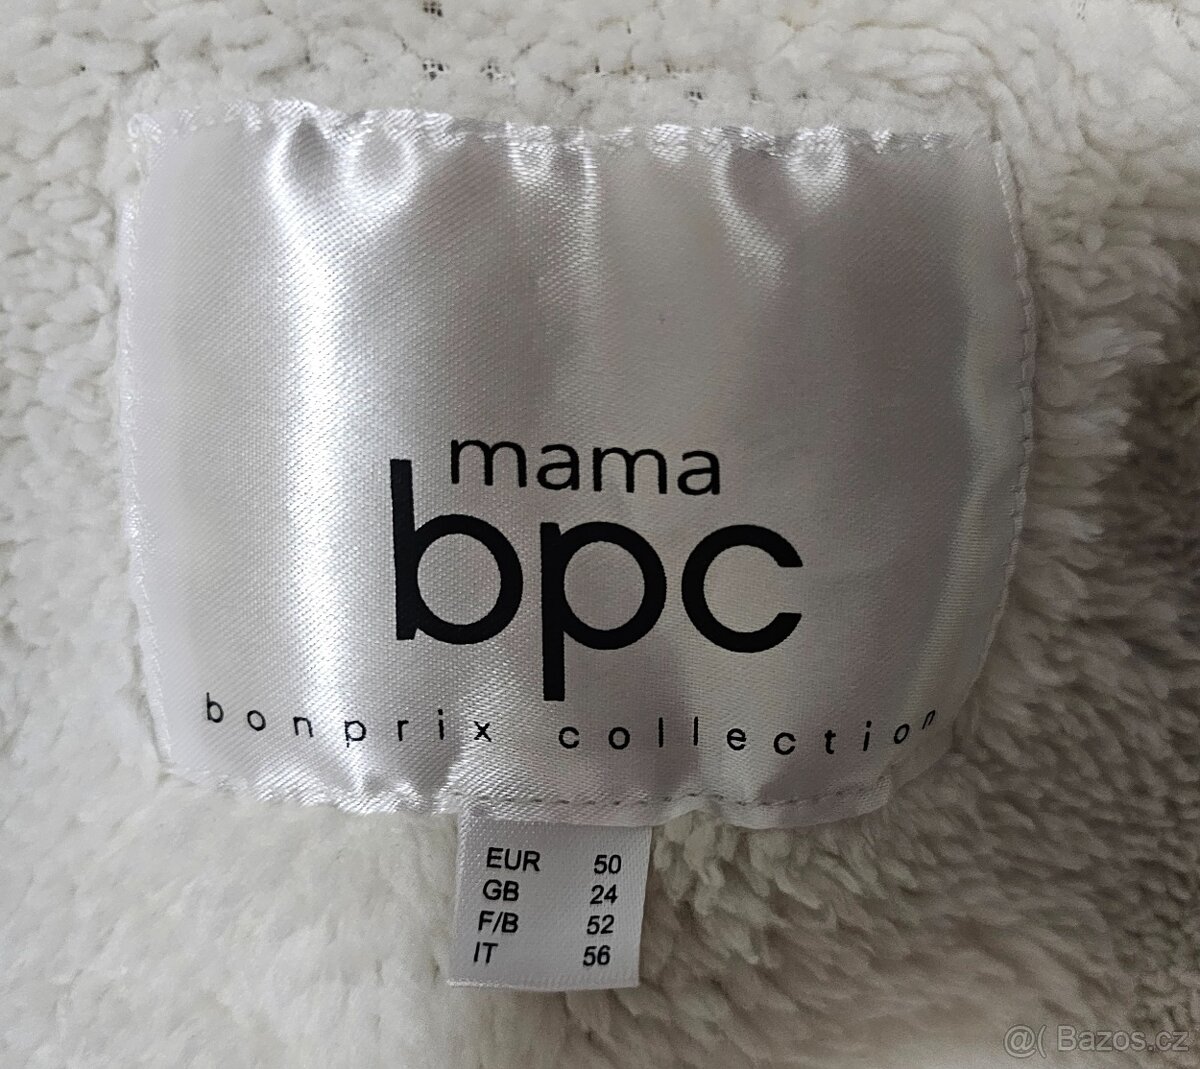 mama
bpc
bonprix collection
EUR 50
GB 24
F/B 52
IT 56
@( Bazos.cz